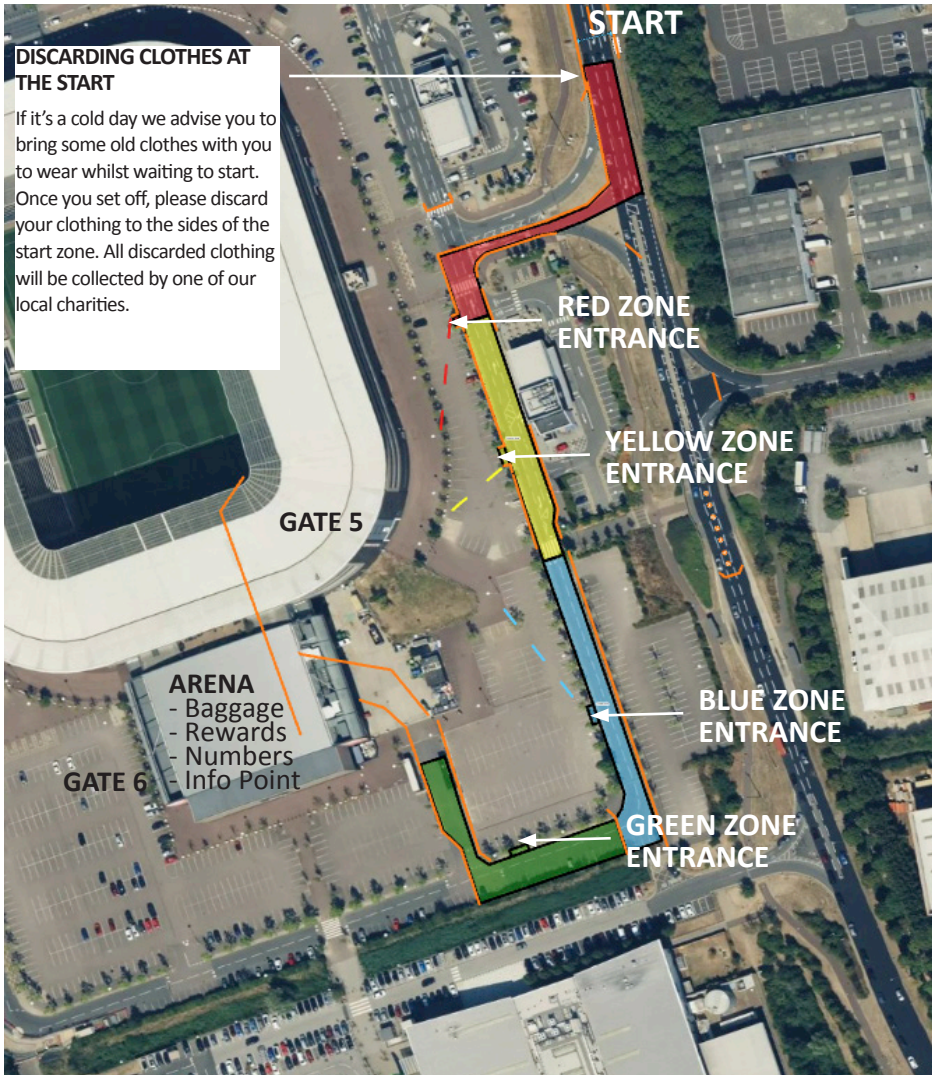 START
DISCARDING CLOTHES AT
THE START
If it’s a cold day we advise you to
bring some old clothes with you
to wear whilst waiting to start.
Once you set off, please discard
your clothing to the sides of the
start zone. All discarded clothing
will be collected by one of our
local charities.
RED ZONE
ENTRANCE
YELLOW ZONE
ENTRANCE
GATE 5
ARENA
- Baggage
- Rewards
- Numbers
- Info Point
GATE 6
BLUE ZONE
ENTRANCE
GREEN ZONE
ENTRANCE